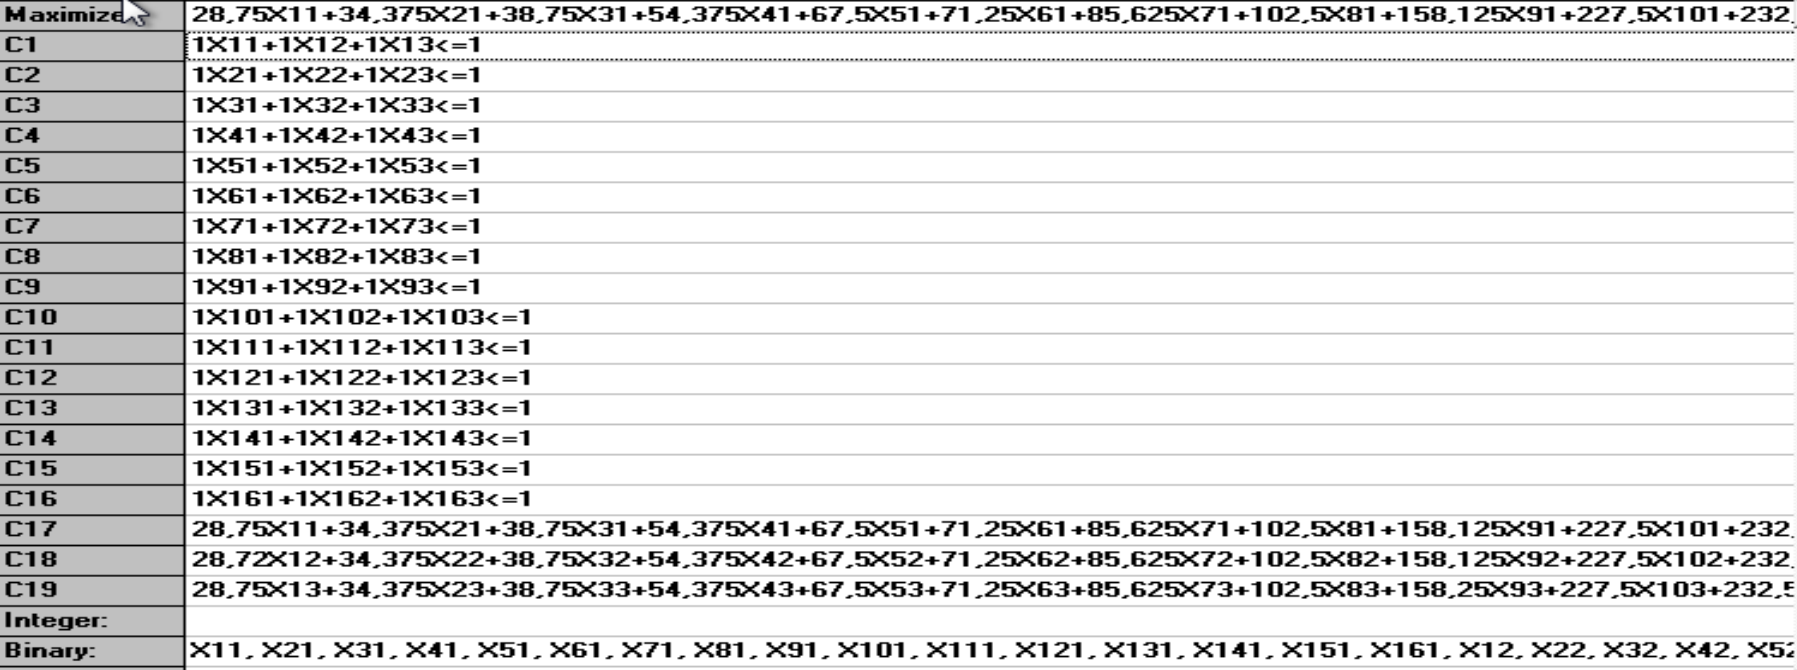 Maximize 28,75X11+34,375X21+38,75X31+54,375X41+67,5X51+71,25X61+85,625X71+102,5X81+158,125X91+227,5X101+232,
C1 1X11+1X12+1X13<=1
C2 1X21+1X22+1X23<=1
C3 1X31+1X32+1X33<=1
C4 1X41+1X42+1X43<=1
C5 1X51+1X52+1X53<=1
C6 1X61+1X62+1X63<=1
C7 1X71+1X72+1X73<=1
C8 1X81+1X82+1X83<=1
C9 1X91+1X92+1X93<=1
C10 1X101+1X102+1X103<=1
C11 1X111+1X112+1X113<=1
C12 1X121+1X122+1X123<=1
C13 1X131+1X132+1X133<=1
C14 1X141+1X142+1X143<=1
C15 1X151+1X152+1X153<=1
C16 1X161+1X162+1X163<=1
C17 28,75X11+34,375X21+38,75X31+54,375X41+67,5X51+71,25X61+85,625X71+102,5X81+158,125X91+227,5X101+232,
C18 28,72X12+34,375X22+38,75X32+54,375X42+67,5X52+71,25X62+85,625X72+102,5X82+158,125X92+227,5X102+232,
C19 28,75X13+34,375X23+38,75X33+54,375X43+67,5X53+71,25X63+85,625X73+102,5X83+158,25X93+227,5X103+232,5
Integer:
Binary: X11, X21, X31, X41, X51, X61, X71, X81, X91, X101, X111, X121, X131, X141, X151, X161, X12, X22, X32, X42, X52